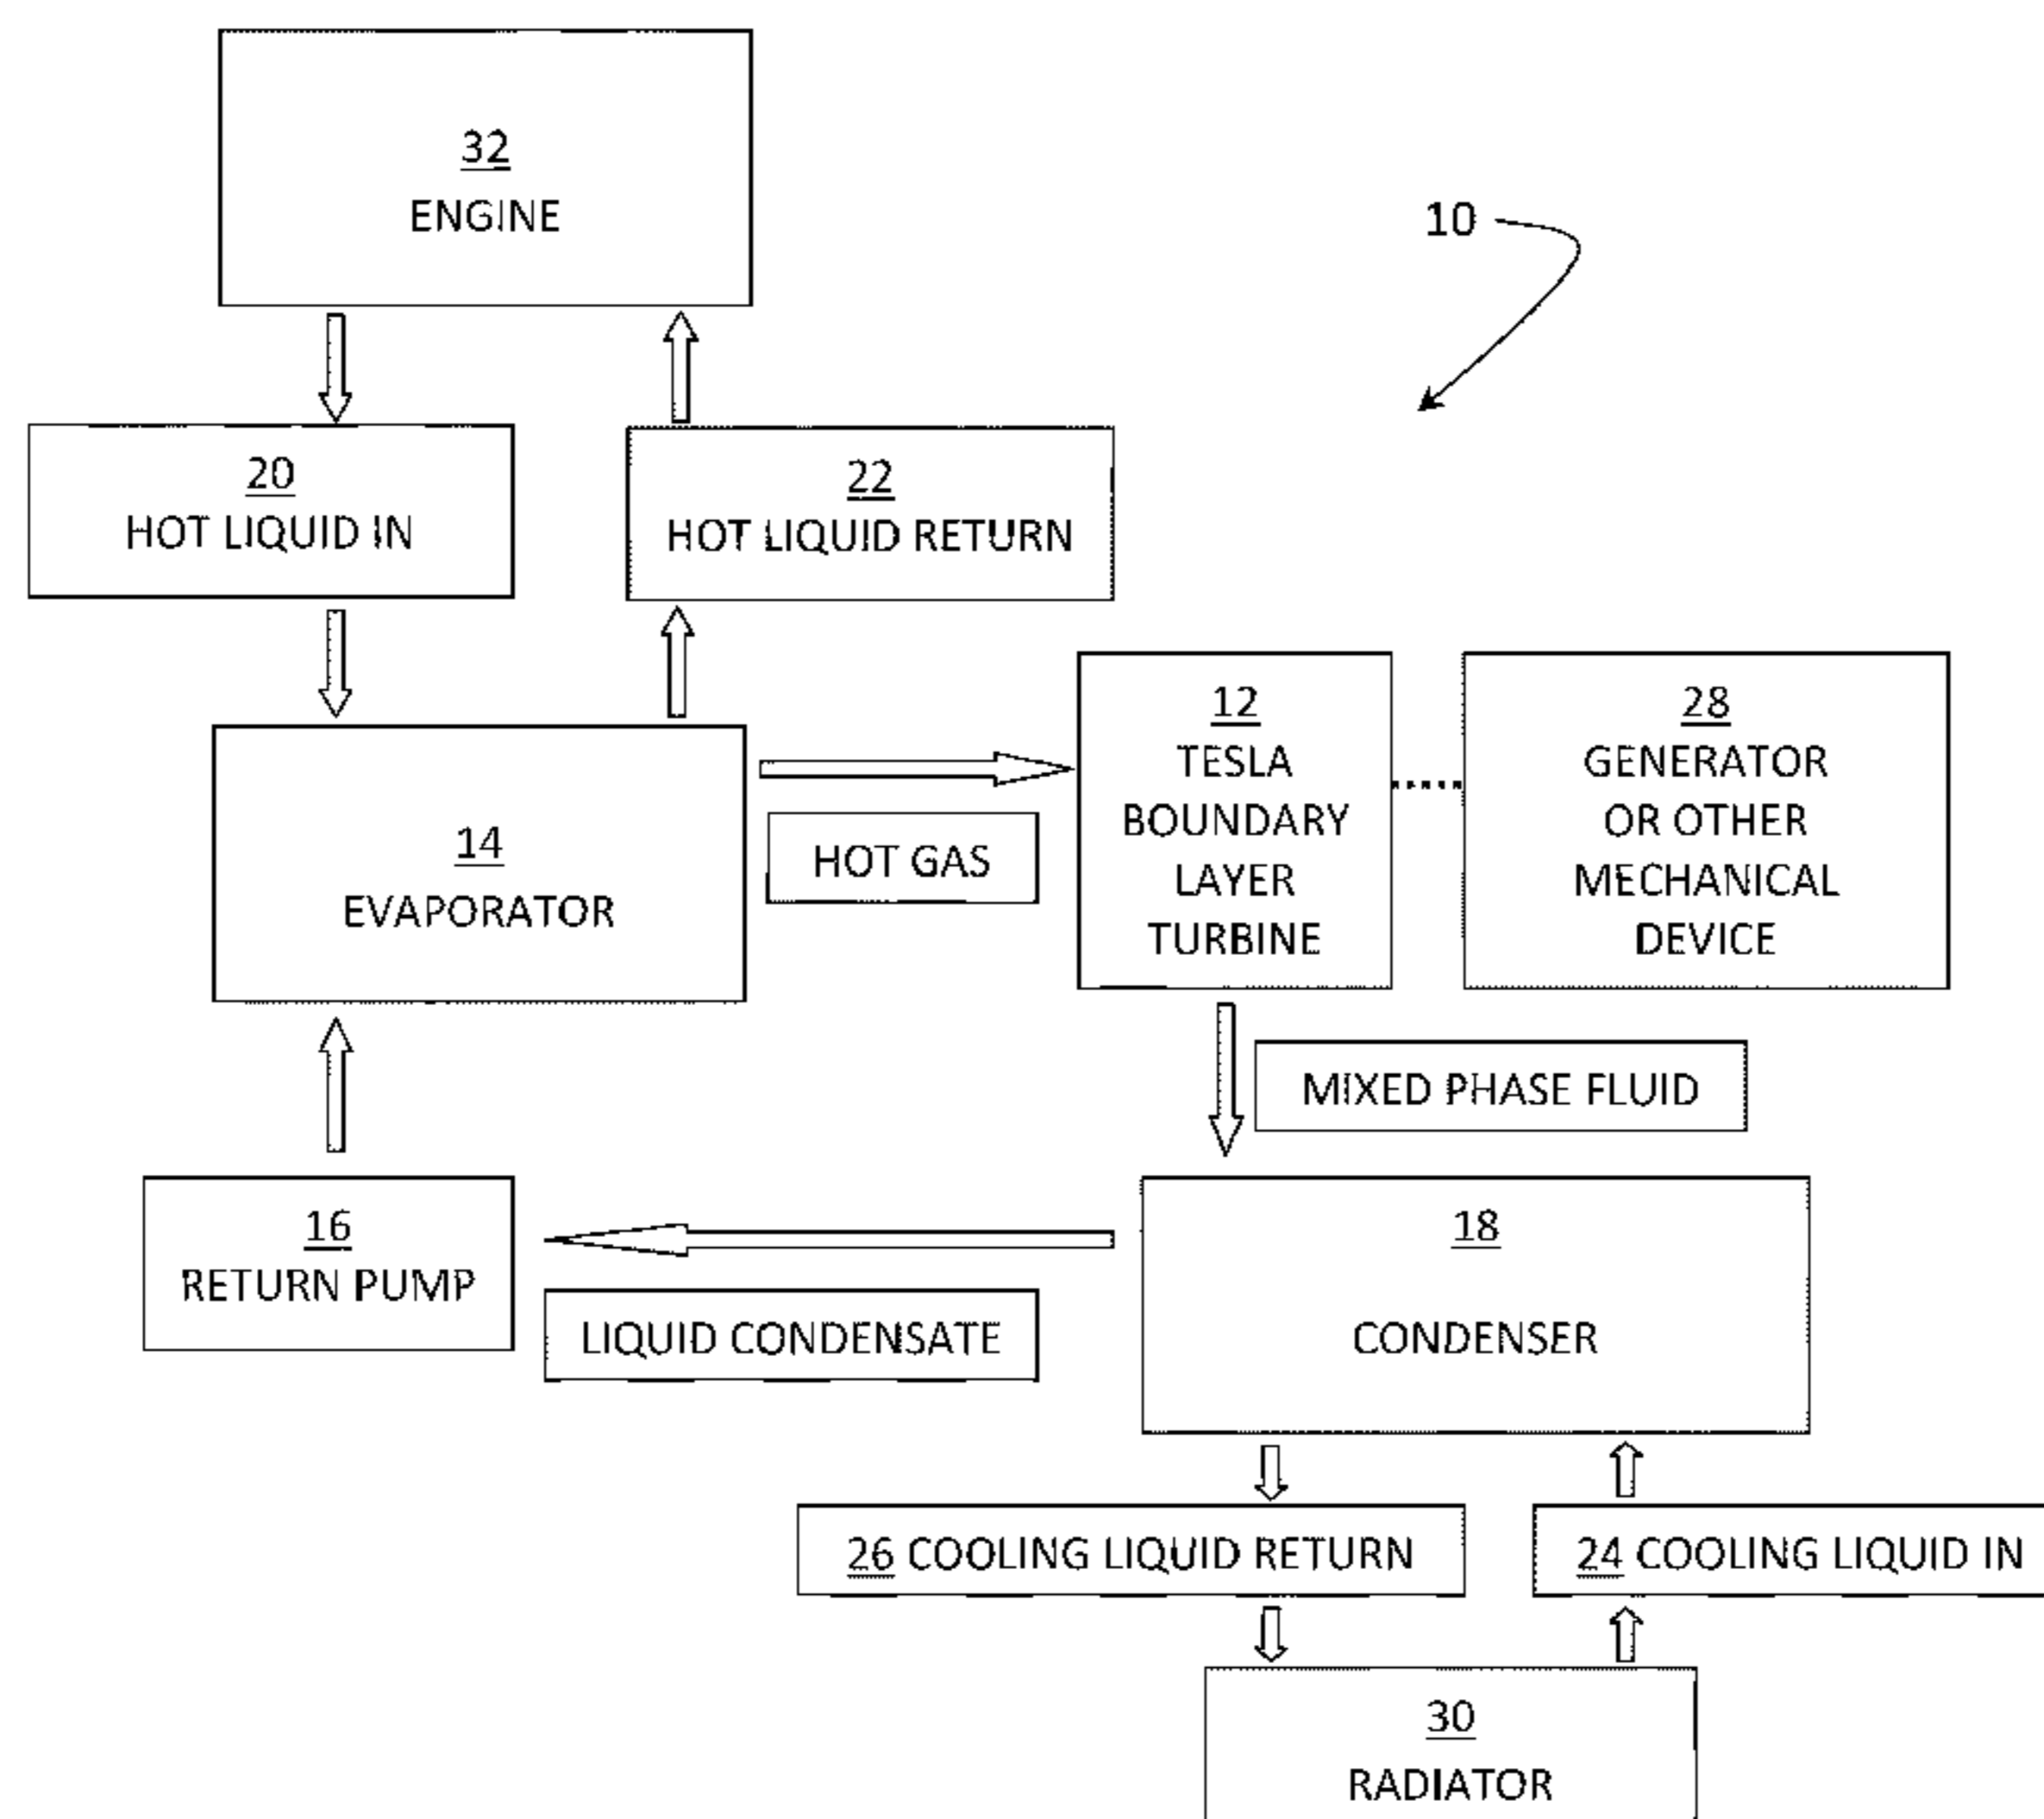 32
ENGINE
10
20
HOT LIQUID IN
22
HOT LIQUID RETURN
12
TESLA
BOUNDARY
LAYER
TURBINE
28
GENERATOR
OR OTHER
MECHANICAL
DEVICE
14
EVAPORATOR
HOT GAS
MIXED PHASE FLUID
16
RETURN PUMP
LIQUID CONDENSATE
18
CONDENSER
26 COOLING LIQUID RETURN
24 COOLING LIQUID IN
30
RADIATOR